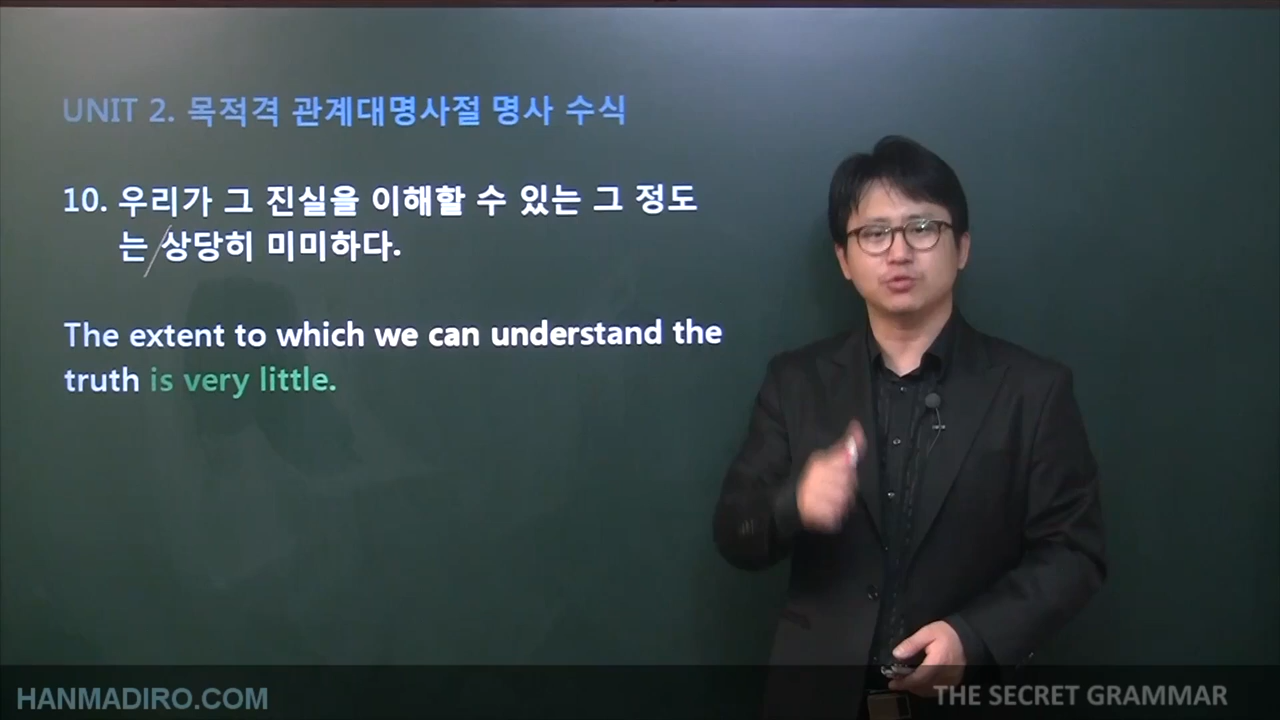 UNIT 2. 목적격 관계대명사절 명사 수식
10. 우리가 그 진실을 이해할 수 있는 그 정도
는 상당히 미미하다.
The extent to which we can understand the
truth is very little.
HANMADIRO.COM
THE SECRET GRAMMAR